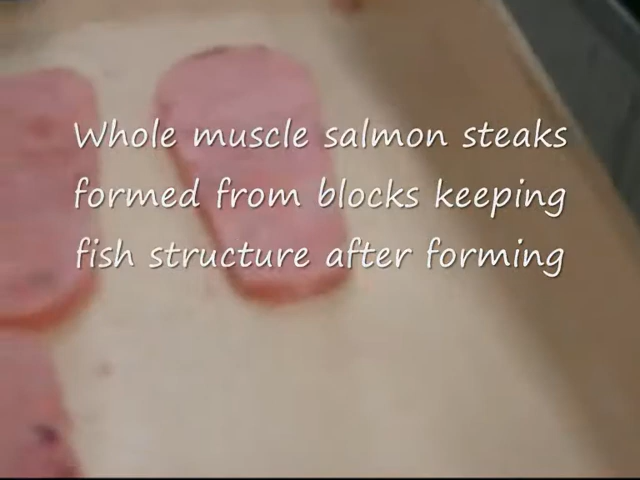 Whole muscle salmon steaks
formed from blocks keeping
fish structure after forming